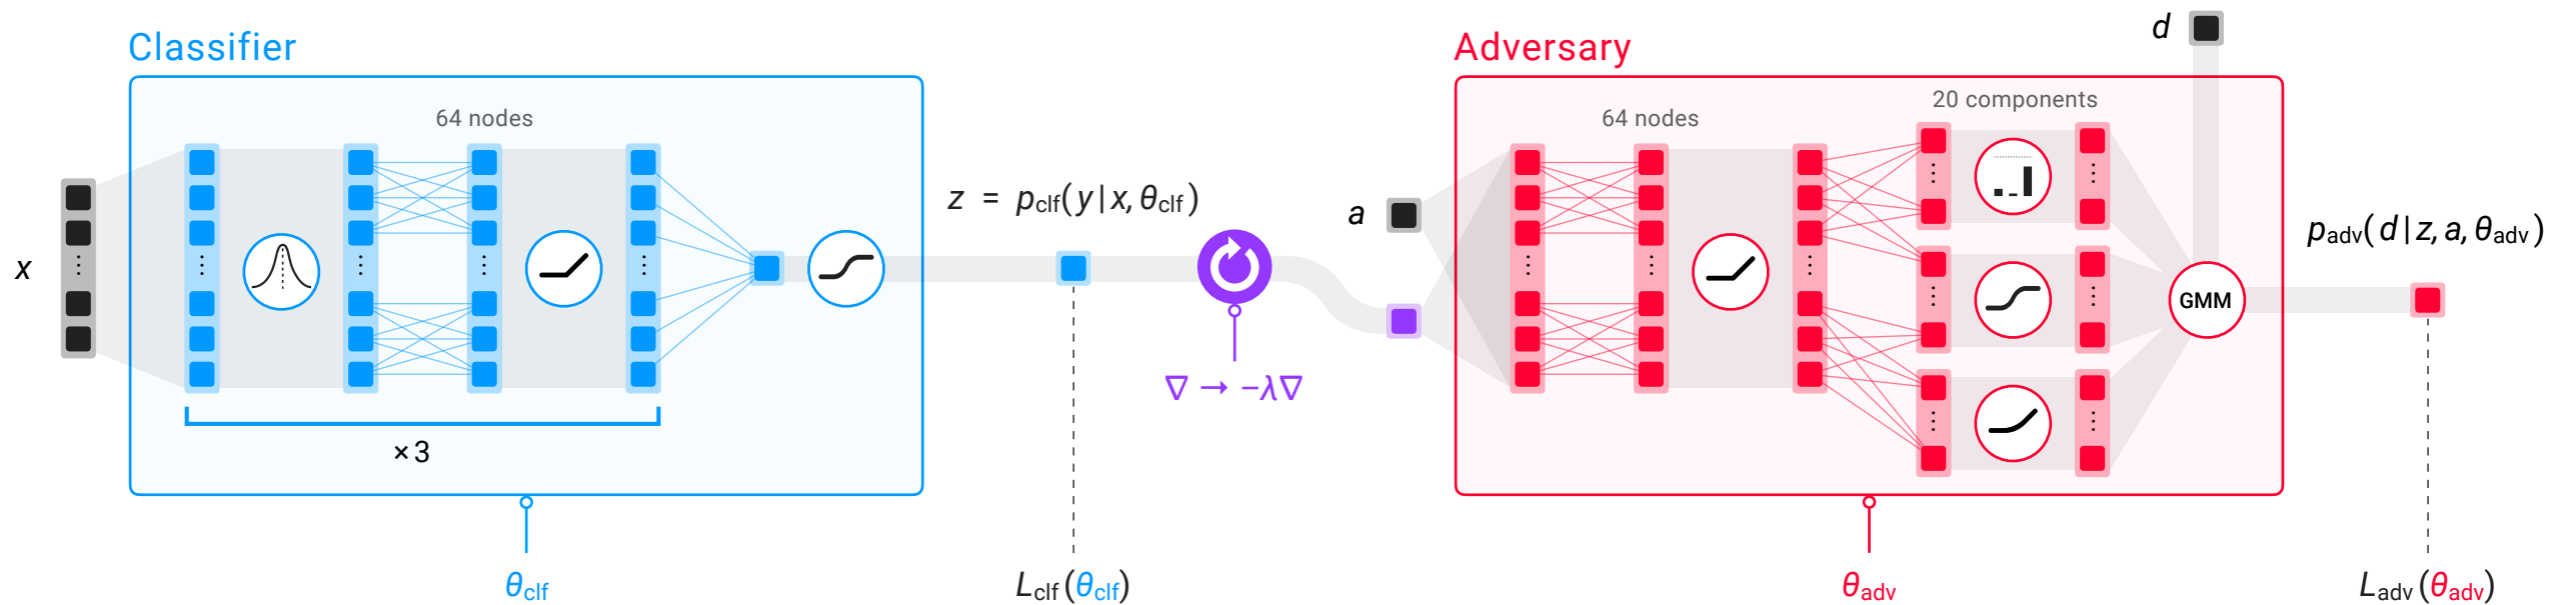 Classifier
64 nodes
x
×3
θclf
z = pclf(y|x, θclf)
Lclf(θclf)
∇ → −λ∇
a
Adversary
64 nodes
20 components
d
GMM
θadv
padv(d|z, a, θadv)
Ladv(θadv)